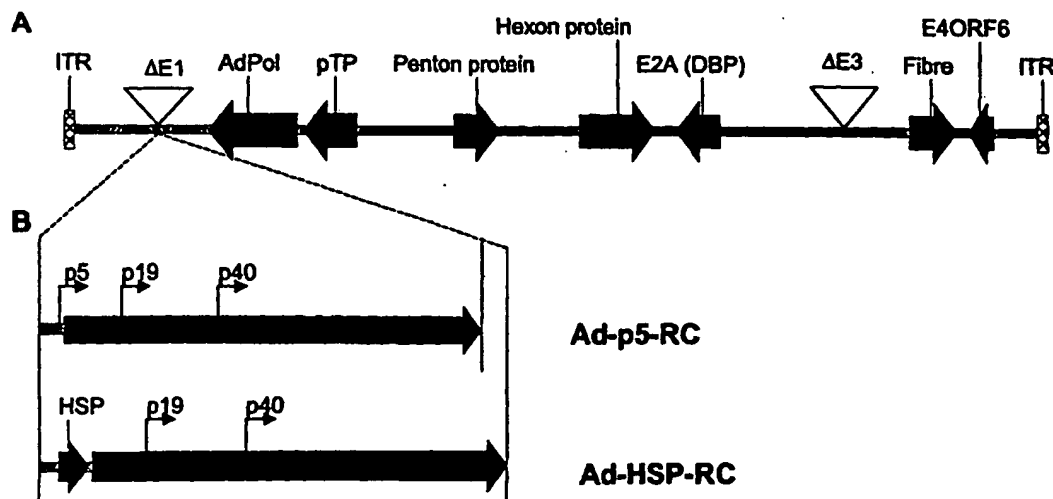 A
ITR
ΔE1
AdPol
pTP
Penton protein
Hexon protein
E2A (DBP)
ΔE3
Fibre
E4ORF6
ITR
B
p5
p19
p40
Ad-p5-RC
HSP
p19
p40
Ad-HSP-RC